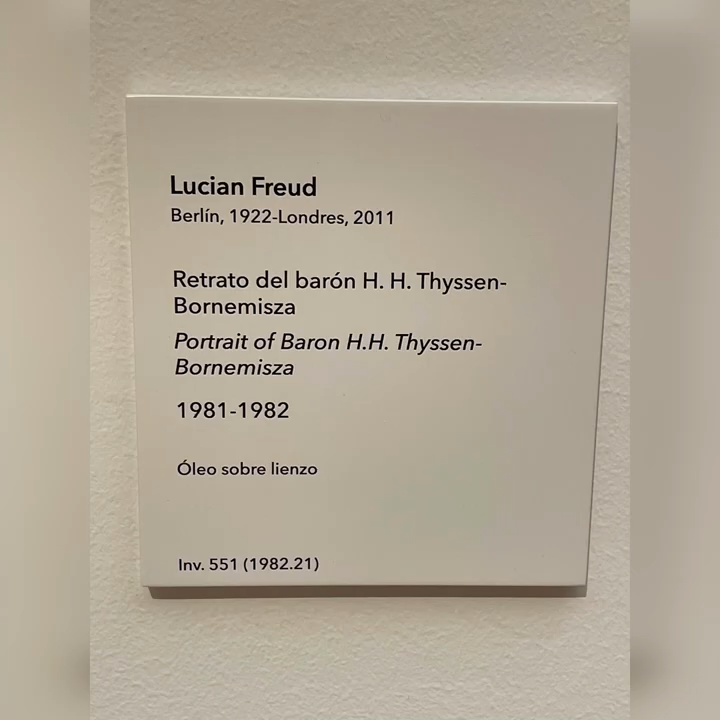 Lucian Freud
Berlín, 1922-Londres, 2011
Retrato del barón H. H. Thyssen-
Bornemisza
Portrait of Baron H.H. Thyssen-
Bornemisza
1981-1982
Óleo sobre lienzo
Inv. 551 (1982.21)